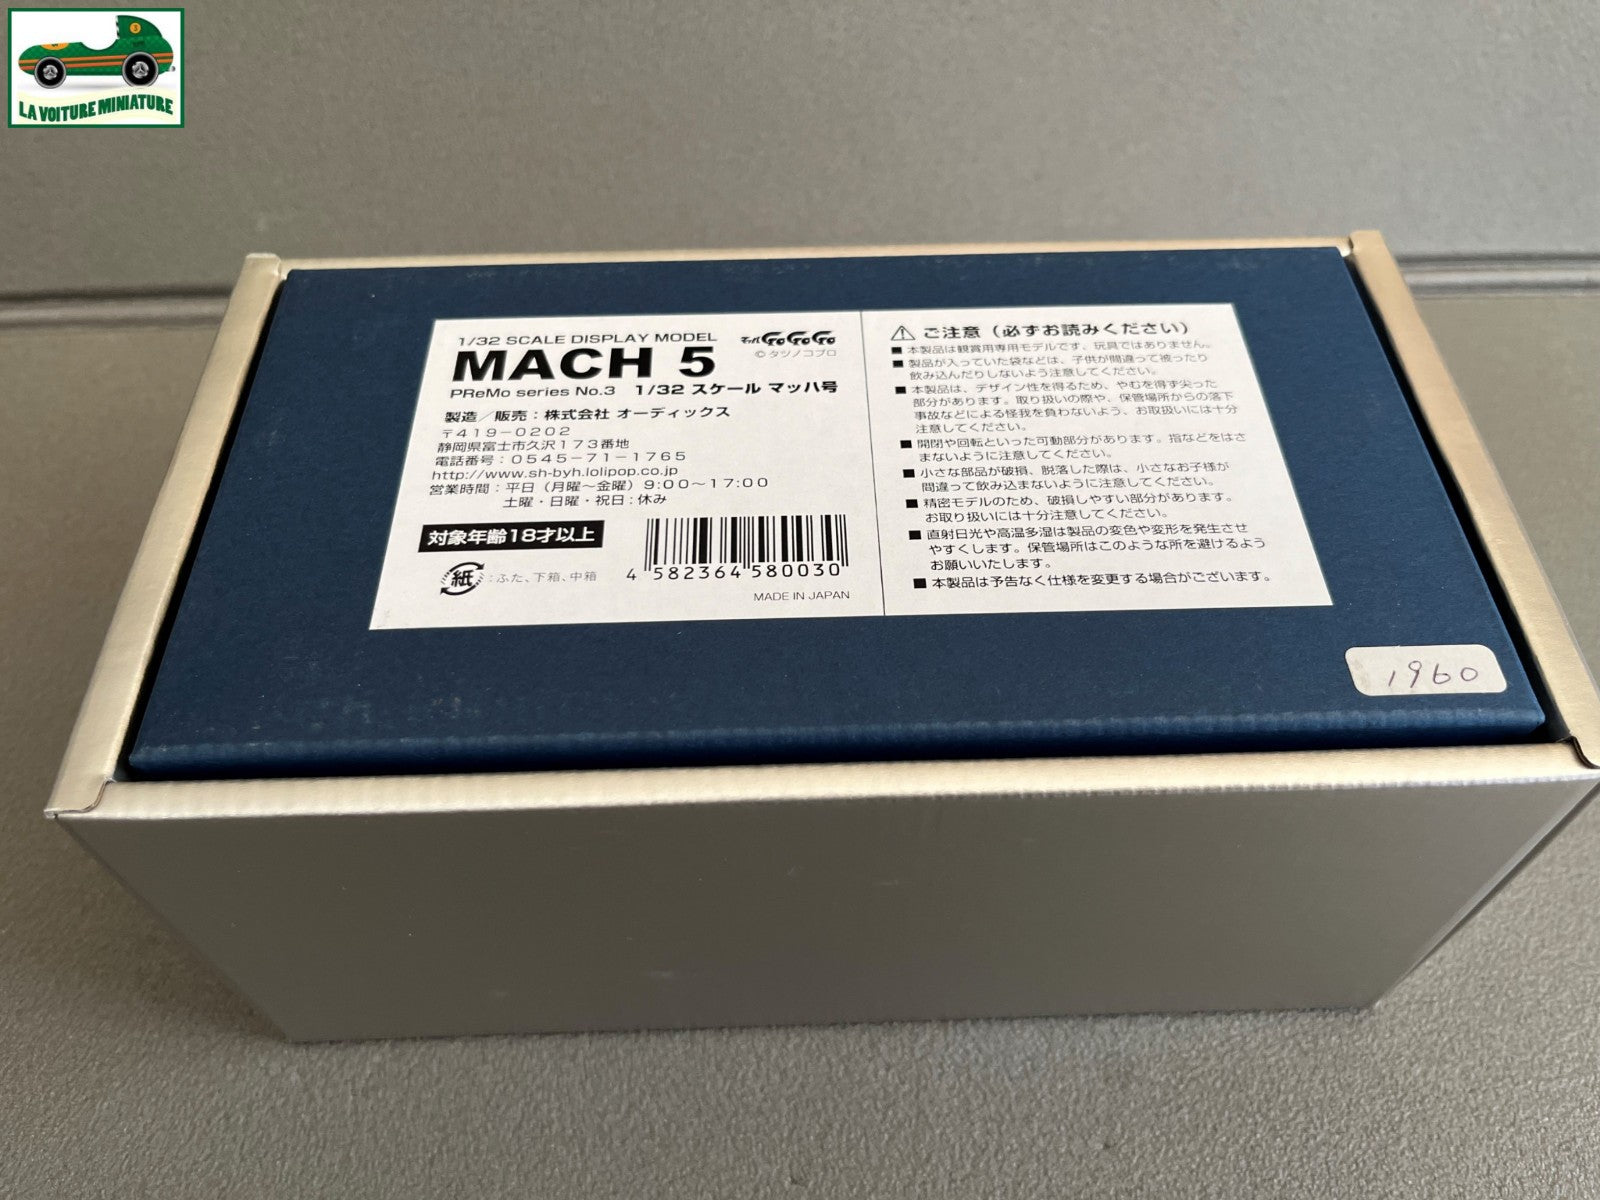 LA VOITURE MINIATURE
1/32 SCALE DISPLAY MODEL
マッハGoGoGo
MACH 5
©タツノコプロ
PReMo series No.3 1/32 スケール マッハ号
製造／販売：株式会社 オーディックス
〒419-0202
静岡県富士市久沢173番地
電話番号：0545-71-1765
http://www.sh-byh.lolipop.co.jp
営業時間：平日（月曜～金曜）9:00～17:00
土曜・日曜・祝日：休み
対象年齢18才以上
紙：ふた、下箱、中箱
4 582364 580030
MADE IN JAPAN
⚠ ご注意（必ずお読みください）
■ 本製品は観賞用専用モデルです、玩具ではありません。
■ 製品が入っていた袋などは、子供が間違って被ったり
飲み込んだりしないよう注意してください。
■ 本製品は、デザイン性を得るため、やむを得ず尖った
部分があります。取り扱いの際や、保管場所からの落下
事故などによる怪我を負わないよう、お取扱いには十分
注意してください。
■ 開閉や回転といった可動部分があります。指などをはさ
まないように注意してください。
■ 小さな部品が破損、脱落した際は、小さなお子様が
間違って飲み込まないように注意してください。
■ 精密モデルのため、破損しやすい部分があります。
お取り扱いには十分注意してください。
■ 直射日光や高温多湿は製品の変色や変形を発生させ
やすくします。保管場所はこのような所を避けるよう
お願いいたします。
■ 本製品は予告なく仕様を変更する場合がございます。
1960